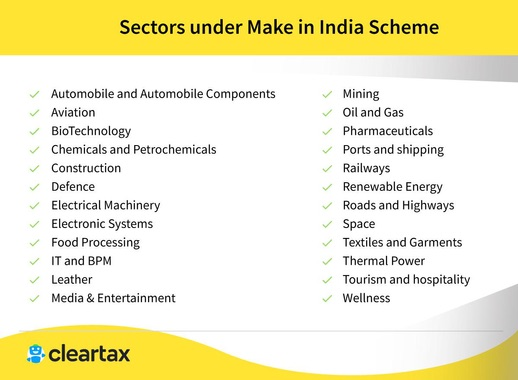 Sectors under Make in India Scheme
Automobile and Automobile Components
Aviation
BioTechnology
Chemicals and Petrochemicals
Construction
Defence
Electrical Machinery
Electronic Systems
Food Processing
IT and BPM
Leather
Media & Entertainment
Mining
Oil and Gas
Pharmaceuticals
Ports and shipping
Railways
Renewable Energy
Roads and Highways
Space
Textiles and Garments
Thermal Power
Tourism and hospitality
Wellness
cleartax